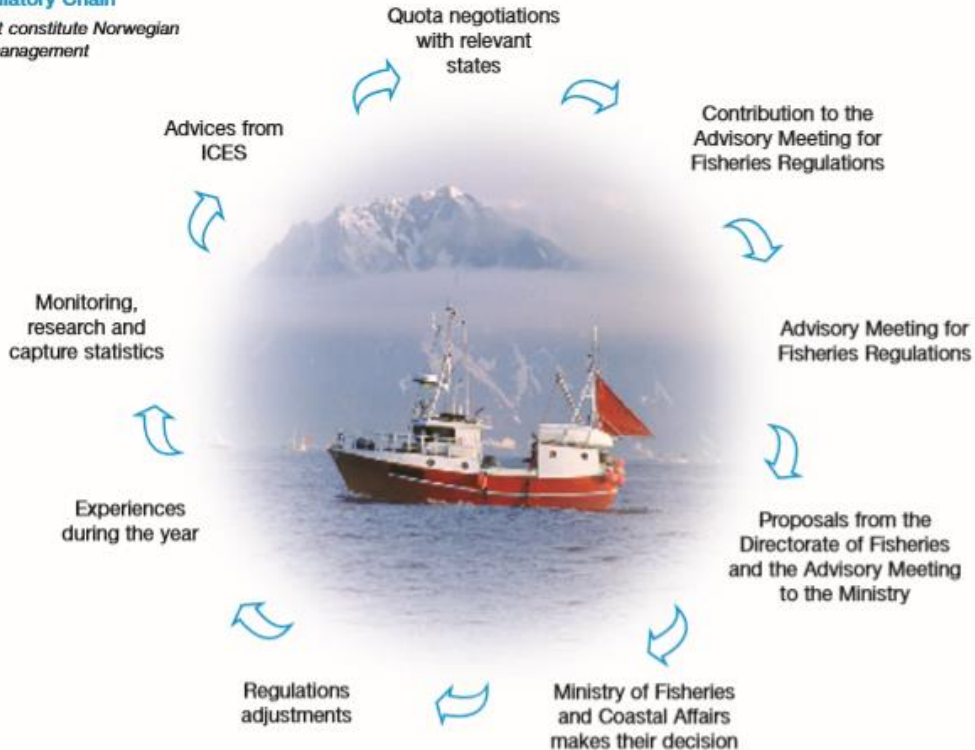 Chain
t constitute Norwegian
Quota negotiations
with relevant
states
Contribution to the
Advisory Meeting for
Fisheries Regulations
Advisory Meeting for
Fisheries Regulations
Proposals from the
Directorate of Fisheries
and the Advisory Meeting
to the Ministry
Ministry of Fisheries
and Coastal Affairs
makes their decision
Regulations
adjustments
Experiences
during the year
Monitoring,
research and
capture statistics
Advices from
ICES